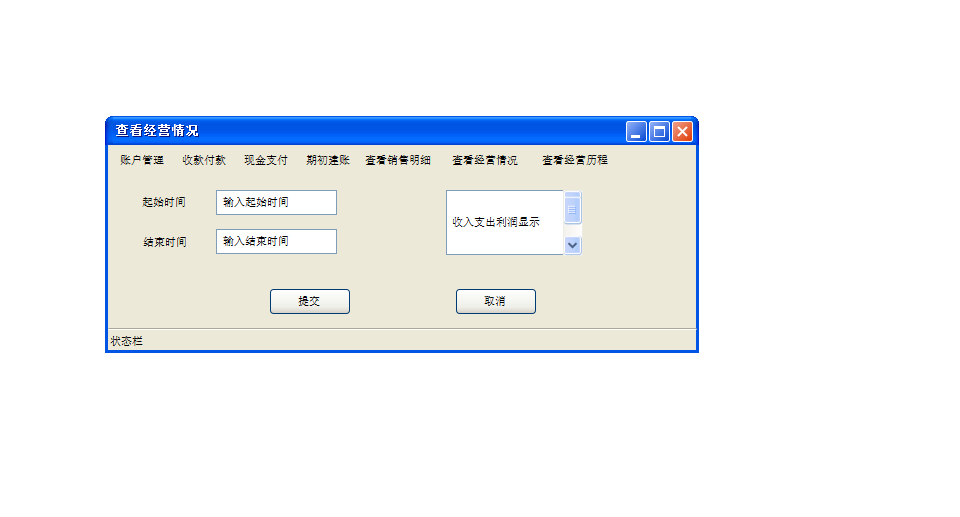 查看经营情况
账户管理 收款付款 现金支付 期初建账 查看销售明细 查看经营情况 查看经营历程
起始时间 输入起始时间
收入支出利润显示
结束时间 输入结束时间
提交 取消
状态栏